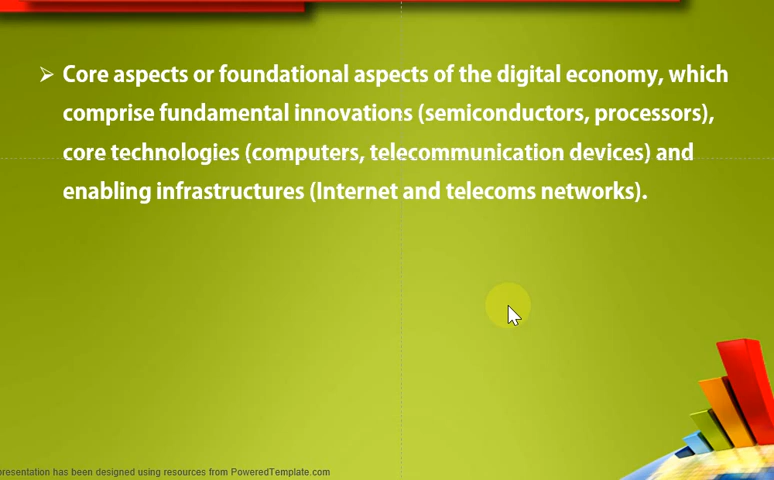 ➢ Core aspects or foundational aspects of the digital economy, which
comprise fundamental innovations (semiconductors, processors),
core technologies (computers, telecommunication devices) and
enabling infrastructures (Internet and telecoms networks).
presentation has been designed using resources from PoweredTemplate.com